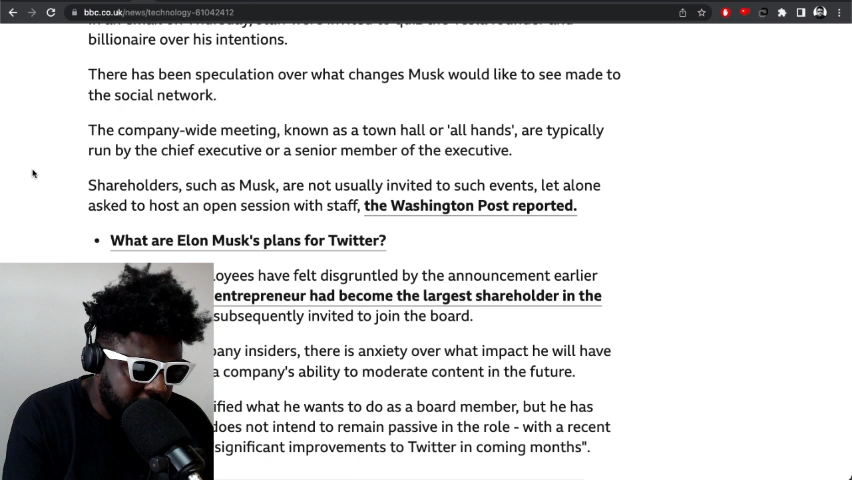 bbc.co.uk/news/technology-61042412
billionaire over his intentions.
There has been speculation over what changes Musk would like to see made to
the social network.
The company-wide meeting, known as a town hall or 'all hands', are typically
run by the chief executive or a senior member of the executive.
Shareholders, such as Musk, are not usually invited to such events, let alone
asked to host an open session with staff, the Washington Post reported.
• What are Elon Musk's plans for Twitter?
have felt disgruntled by the announcement earlier
entrepreneur had become the largest shareholder in the
subsequently invited to join the board.
insiders, there is anxiety over what impact he will have
a company's ability to moderate content in the future.
what he wants to do as a board member, but he has
does not intend to remain passive in the role - with a recent
significant improvements to Twitter in coming months".